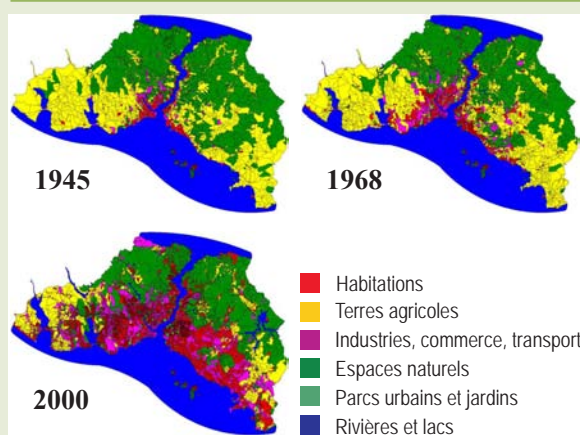 1945
1968
2000
Habitations
Terres agricoles
Industries, commerce, transport
Espaces naturels
Parcs urbains et jardins
Rivières et lacs